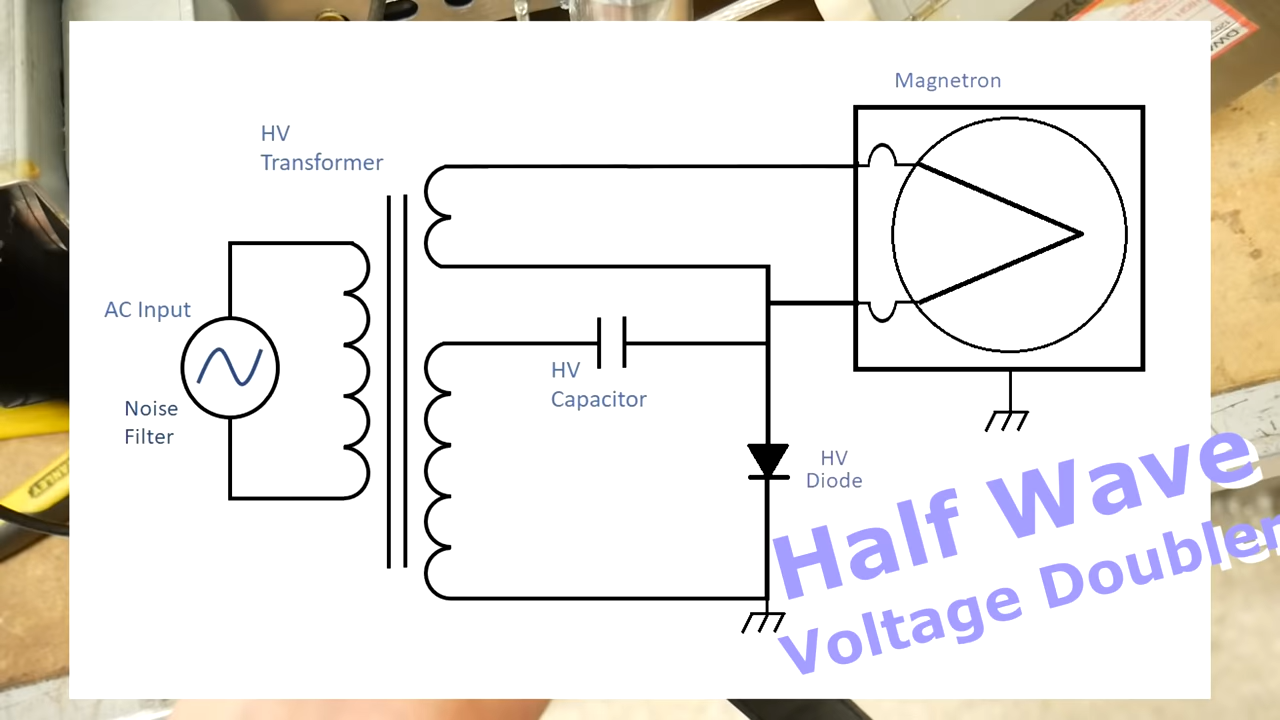 Magnetron
HV
Transformer
AC Input
Noise
Filter
HV
Capacitor
HV
Diode
Half Wave
Voltage Doubler